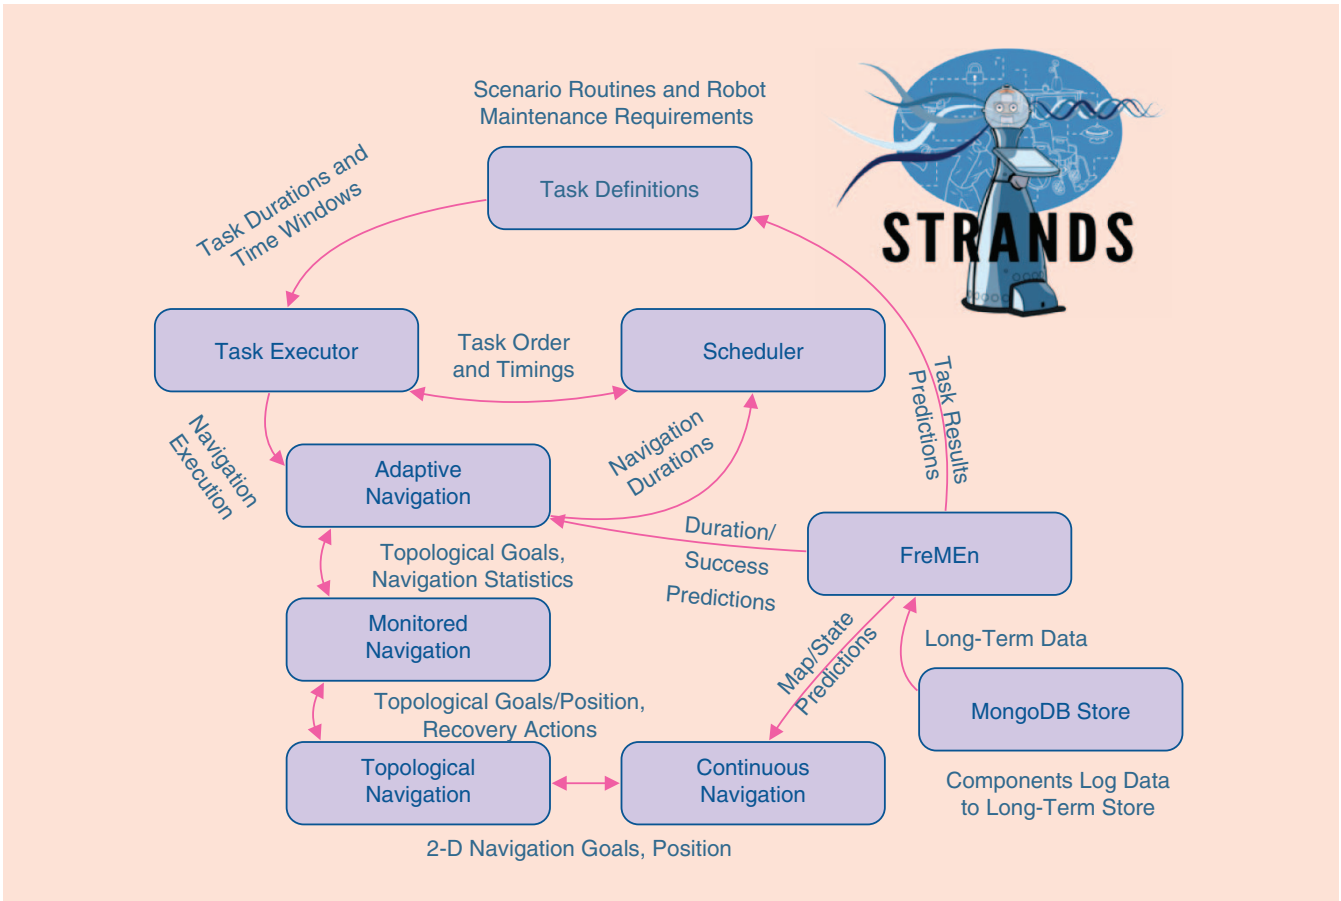 Scenario Routines and Robot
Maintenance Requirements
Task Definitions
STRANDS
Task Durations and
Time Windows
Task Executor
Task Order
and Timings
Scheduler
Task Results
Predictions
Navigation
Execution
Adaptive
Navigation
Navigation
Durations
Duration/
Success
Predictions
FreMEn
Topological Goals,
Navigation Statistics
Monitored
Navigation
Map/State
Predictions
Long-Term Data
MongoDB Store
Topological Goals/Position,
Recovery Actions
Topological
Navigation
Continuous
Navigation
Components Log Data
to Long-Term Store
2-D Navigation Goals, Position